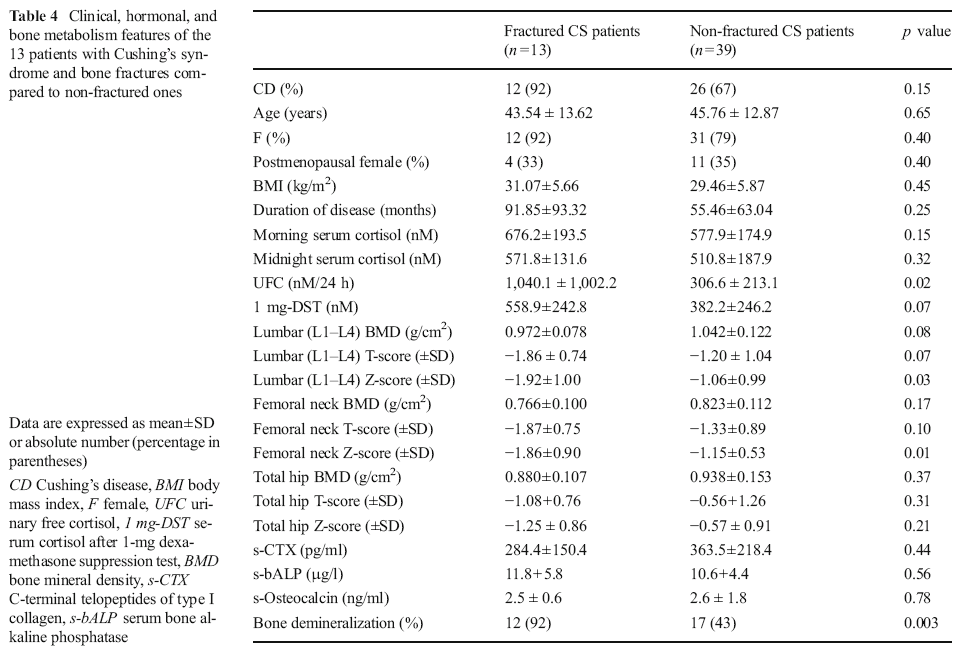 Table 4 Clinical, hormonal, and
bone metabolism features of the
13 patients with Cushing's syn-
drome and bone fractures com-
pared to non-fractured ones
Fractured CS patients (n=13) Non-fractured CS patients (n=39) p value
CD (%) 12 (92) 26 (67) 0.15
Age (years) 43.54 ± 13.62 45.76 ± 12.87 0.65
F (%) 12 (92) 31 (79) 0.40
Postmenopausal female (%) 4 (33) 11 (35) 0.40
BMI (kg/m²) 31.07±5.66 29.46±5.87 0.45
Duration of disease (months) 91.85±93.32 55.46±63.04 0.25
Morning serum cortisol (nM) 676.2±193.5 577.9±174.9 0.15
Midnight serum cortisol (nM) 571.8±131.6 510.8±187.9 0.32
UFC (nM/24 h) 1,040.1 ± 1,002.2 306.6 ± 213.1 0.02
1 mg-DST (nM) 558.9±242.8 382.2±246.2 0.07
Lumbar (L1–L4) BMD (g/cm²) 0.972±0.078 1.042±0.122 0.08
Lumbar (L1–L4) T-score (±SD) −1.86 ± 0.74 −1.20 ± 1.04 0.07
Lumbar (L1–L4) Z-score (±SD) −1.92±1.00 −1.06±0.99 0.03
Femoral neck BMD (g/cm²) 0.766±0.100 0.823±0.112 0.17
Femoral neck T-score (±SD) −1.87±0.75 −1.33±0.89 0.10
Femoral neck Z-score (±SD) −1.86±0.90 −1.15±0.53 0.01
Total hip BMD (g/cm²) 0.880±0.107 0.938±0.153 0.37
Total hip T-score (±SD) −1.08+0.76 −0.56+1.26 0.31
Total hip Z-score (±SD) −1.25 ± 0.86 −0.57 ± 0.91 0.21
s-CTX (pg/ml) 284.4±150.4 363.5±218.4 0.44
s-bALP (μg/l) 11.8+5.8 10.6+4.4 0.56
s-Osteocalcin (ng/ml) 2.5 ± 0.6 2.6 ± 1.8 0.78
Bone demineralization (%) 12 (92) 17 (43) 0.003
Data are expressed as mean±SD
or absolute number (percentage in
parentheses)
CD Cushing's disease, BMI body
mass index, F female, UFC uri-
nary free cortisol, 1 mg-DST se-
rum cortisol after 1-mg dexa-
methasone suppression test, BMD
bone mineral density, s-CTX
C-terminal telopeptides of type I
collagen, s-bALP serum bone al-
kaline phosphatase